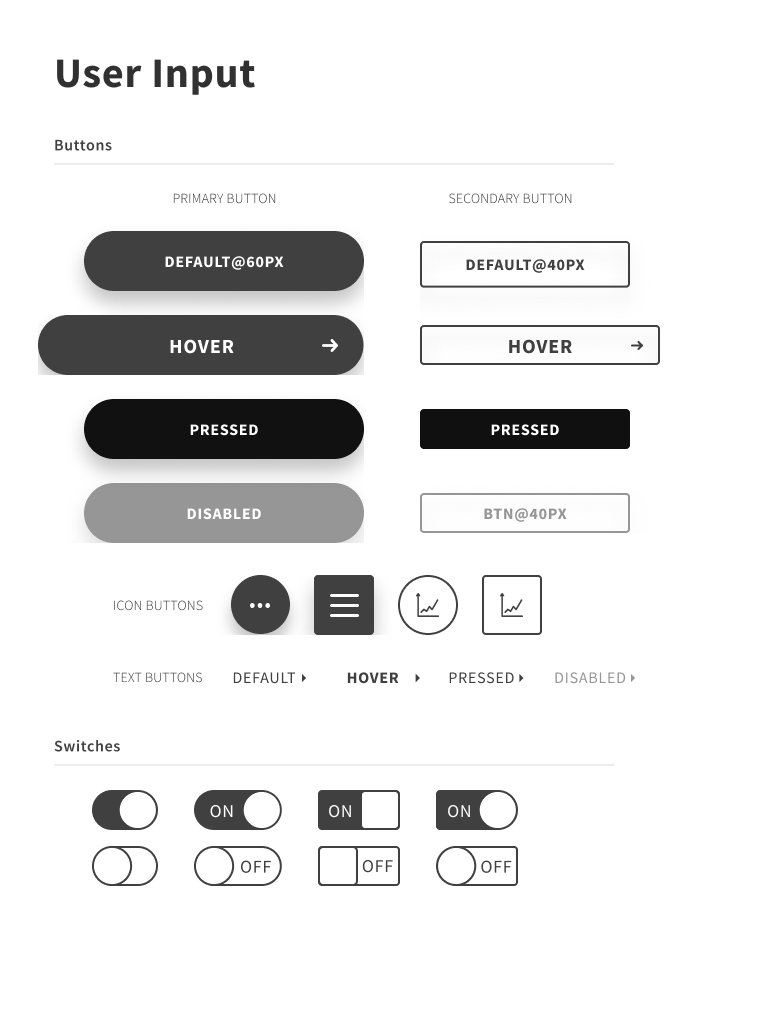 User Input
Buttons
PRIMARY BUTTON
SECONDARY BUTTON
DEFAULT@60PX
DEFAULT@40PX
HOVER
HOVER
PRESSED
PRESSED
DISABLED
BTN@40PX
ICON BUTTONS
TEXT BUTTONS DEFAULT HOVER PRESSED DISABLED
Switches
ON ON ON
OFF OFF OFF